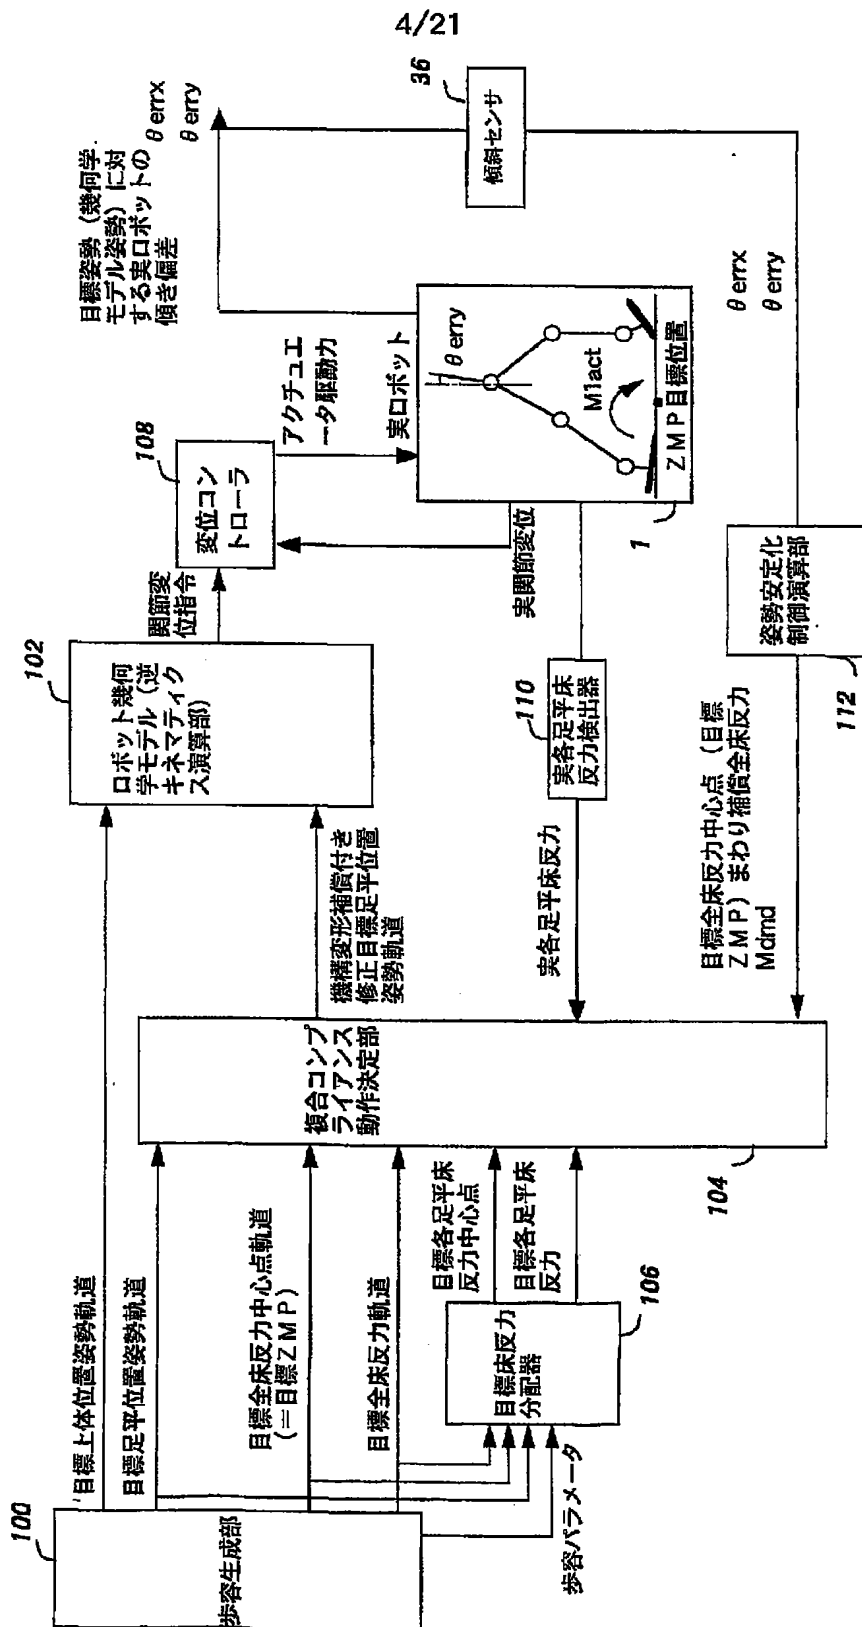 4/21
100
歩容生成部
目標上体位置姿勢軌道
目標足平位置姿勢軌道
目標全床反力中心点軌道
(=目標ZMP)
目標全床反力軌道
歩容パラメータ
目標床反力
分配器
106
目標各足平床
反力中心点
目標各足平床
反力
複合コンプ
ライアンス
動作決定部
104
機構変形補償付き
修正目標足平位置
姿勢軌道
102
ロボット幾何
学モデル(逆
キネマティク
ス演算部)
関節変
位指令
108
変位コン
トローラ
アクチュエ
ータ駆動力
実ロボット
実関節変位
θerry
M1act
ZMP目標位置
1
目標姿勢(幾何学
モデル姿勢)に対
する実ロボットの
傾き偏差
θerrx
θerry
36
傾斜センサ
θerrx
θerry
姿勢安定化
制御演算部
112
目標全床反力中心点(目標
ZMP)まわり補償全床反力
Mdmd
110
実各足平床
反力検出器
実各足平床反力